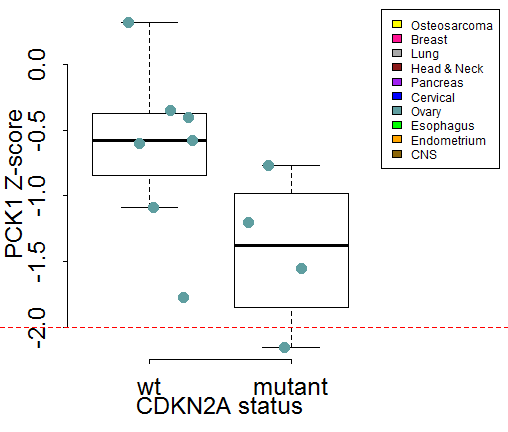 Osteosarcoma
Breast
Lung
Head & Neck
Pancreas
Cervical
Ovary
Esophagus
Endometrium
CNS
PCK1 Z-score
0.0
-0.5
-1.0
-1.5
-2.0
wt mutant
CDKN2A status